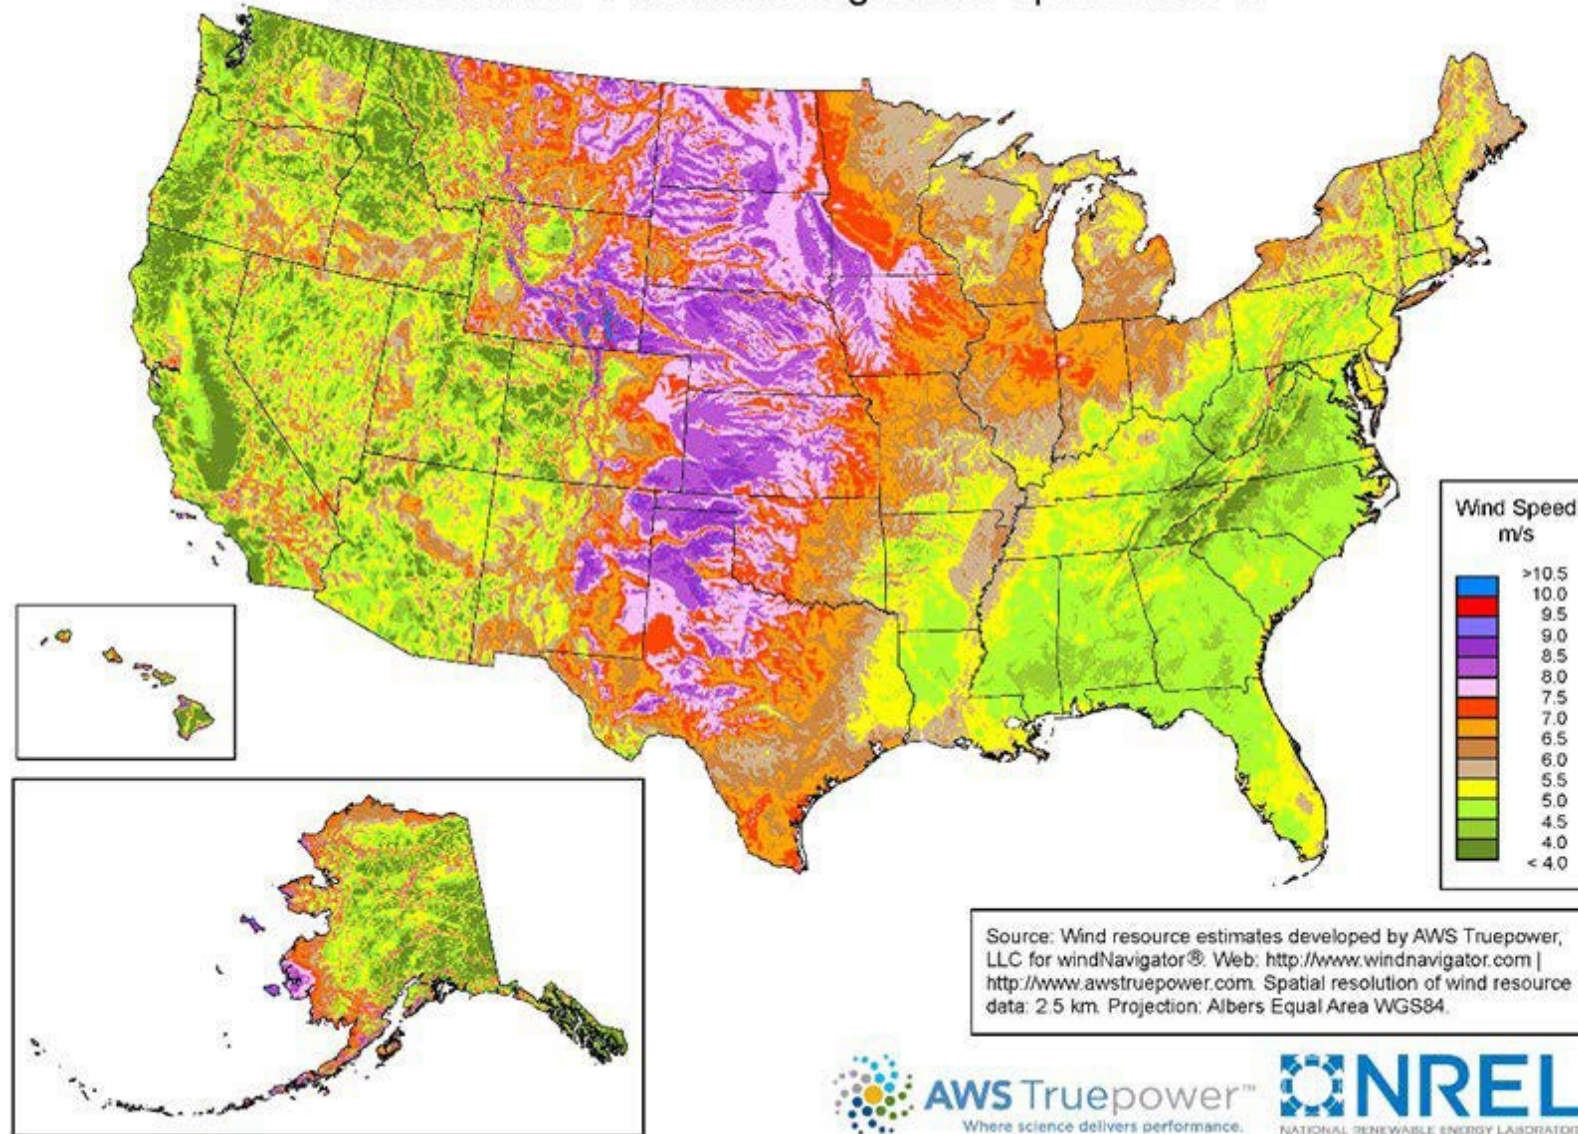 Wind Speed
m/s
>10.5
10.0
9.5
9.0
8.5
8.0
7.5
7.0
6.5
6.0
5.5
5.0
4.5
4.0
< 4.0
Source: Wind resource estimates developed by AWS Truepower,
LLC for windNavigator®. Web: http://www.windnavigator.com |
http://www.awstruepower.com. Spatial resolution of wind resource
data: 2.5 km. Projection: Albers Equal Area WGS84.
AWS Truepower™
Where science delivers performance.
NREL
NATIONAL RENEWABLE ENERGY LABORATOR